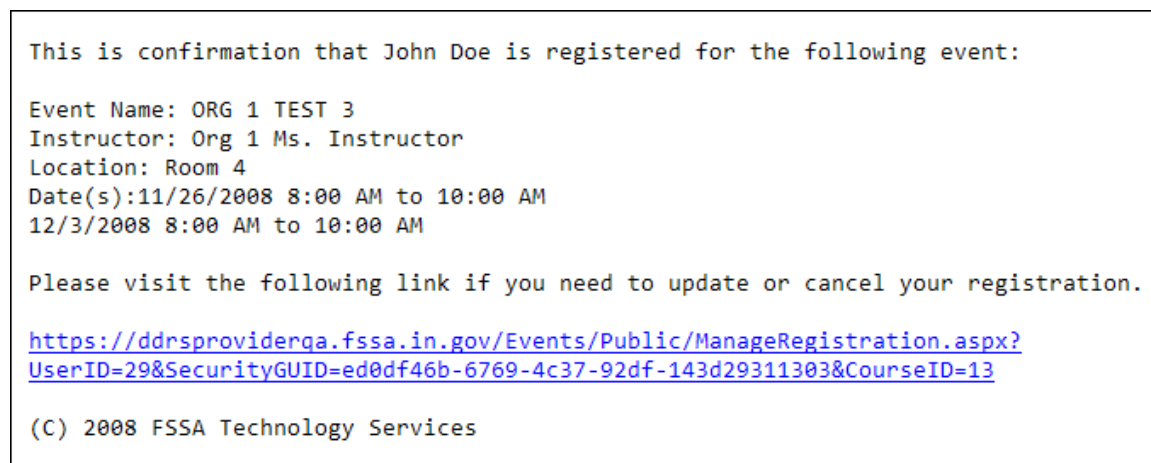 This is confirmation that John Doe is registered for the following event:
Event Name: ORG 1 TEST 3
Instructor: Org 1 Ms. Instructor
Location: Room 4
Date(s):11/26/2008 8:00 AM to 10:00 AM
12/3/2008 8:00 AM to 10:00 AM
Please visit the following link if you need to update or cancel your registration.
https://ddrsproviderqa.fssa.in.gov/Events/Public/ManageRegistration.aspx?
UserID=29&SecurityGUID=ed0df46b-6769-4c37-92df-143d29311303&CourseID=13
(C) 2008 FSSA Technology Services